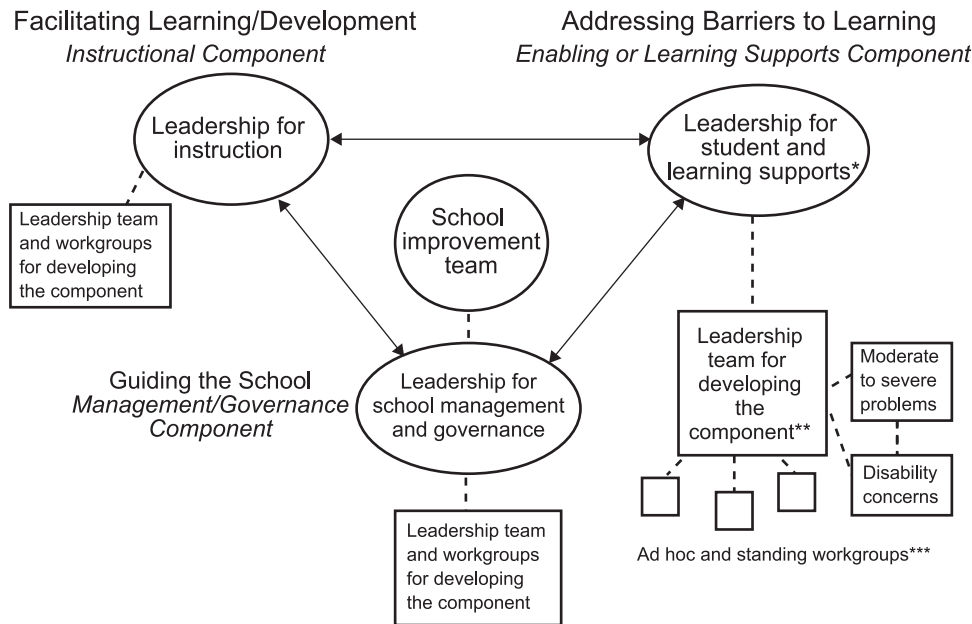 Facilitating Learning/Development
Instructional Component
Addressing Barriers to Learning
Enabling or Learning Supports Component
Leadership for
instruction
Leadership for
student and
learning supports*
Leadership team
and workgroups
for developing
the component
School
improvement
team
Guiding the School
Management/Governance
Component
Leadership for
school management
and governance
Leadership
team for
developing
the
component**
Moderate
to severe
problems
Disability
concerns
Ad hoc and standing workgroups***
Leadership team
and workgroups
for developing
the component